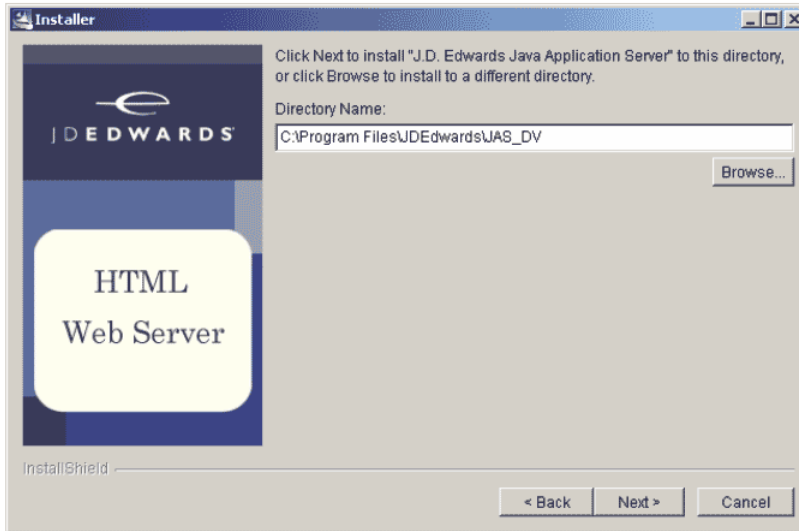 Installer
Click Next to install "J.D. Edwards Java Application Server" to this directory,
or click Browse to install to a different directory.
Directory Name:
C:\Program Files\JDEdwards\JAS_DV
Browse...
JDEDWARDS
HTML
Web Server
InstallShield
< Back
Next >
Cancel